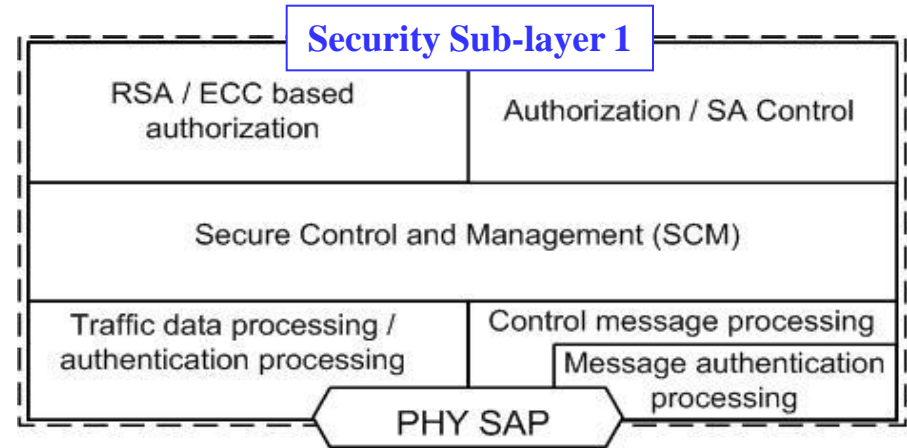 Security Sub-layer 1
RSA / ECC based
authorization
Authorization / SA Control
Secure Control and Management (SCM)
Traffic data processing /
authentication processing
Control message processing
Message authentication
processing
PHY SAP